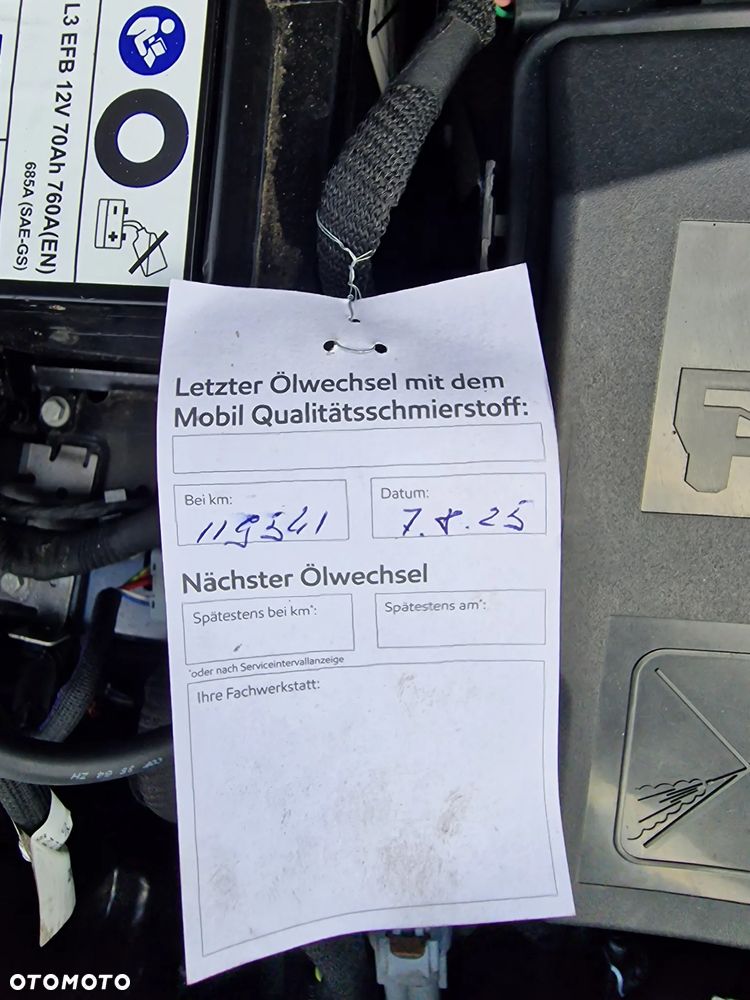 L3 EFB 12V 70Ah 760A(EN)
685A (SAE-GS)
Letzter Ölwechsel mit dem
Mobil Qualitätsschmierstoff:
Bei km:
119541
Datum:
7.8.25
Nächster Ölwechsel
Spätestens bei km*:
Spätestens am*:
*oder nach Serviceintervallanzeige
Ihre Fachwerkstatt:
OTOMOTO